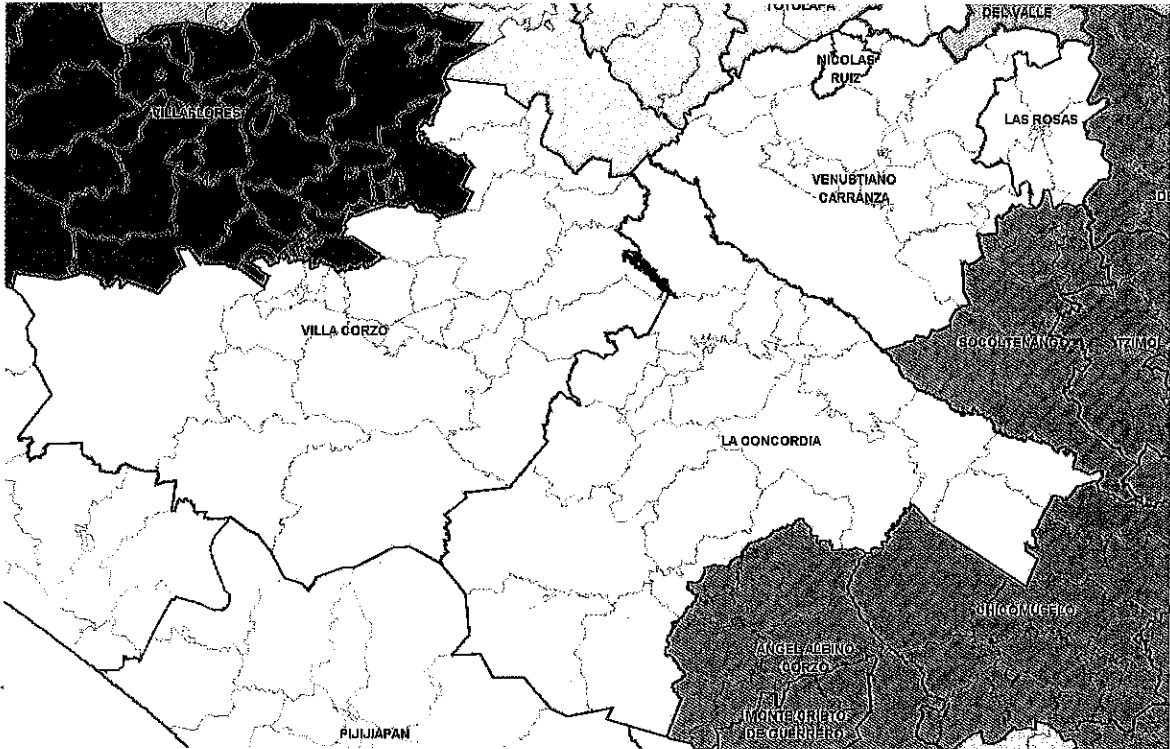 TOTOLAPA
DEL VALLE
NICOLAS
RUIZ
VILLAFLORES
LAS ROSAS
VENUSTIANO
CARRANZA
VILLA CORZO
SOCOLTENANGO
TZIMOL
LA CONCORDIA
CHICOMUSELO
ANGEL ALBINO
CORZO
MONTECRISTO
DE GUERRERO
PIJIJIAPAN